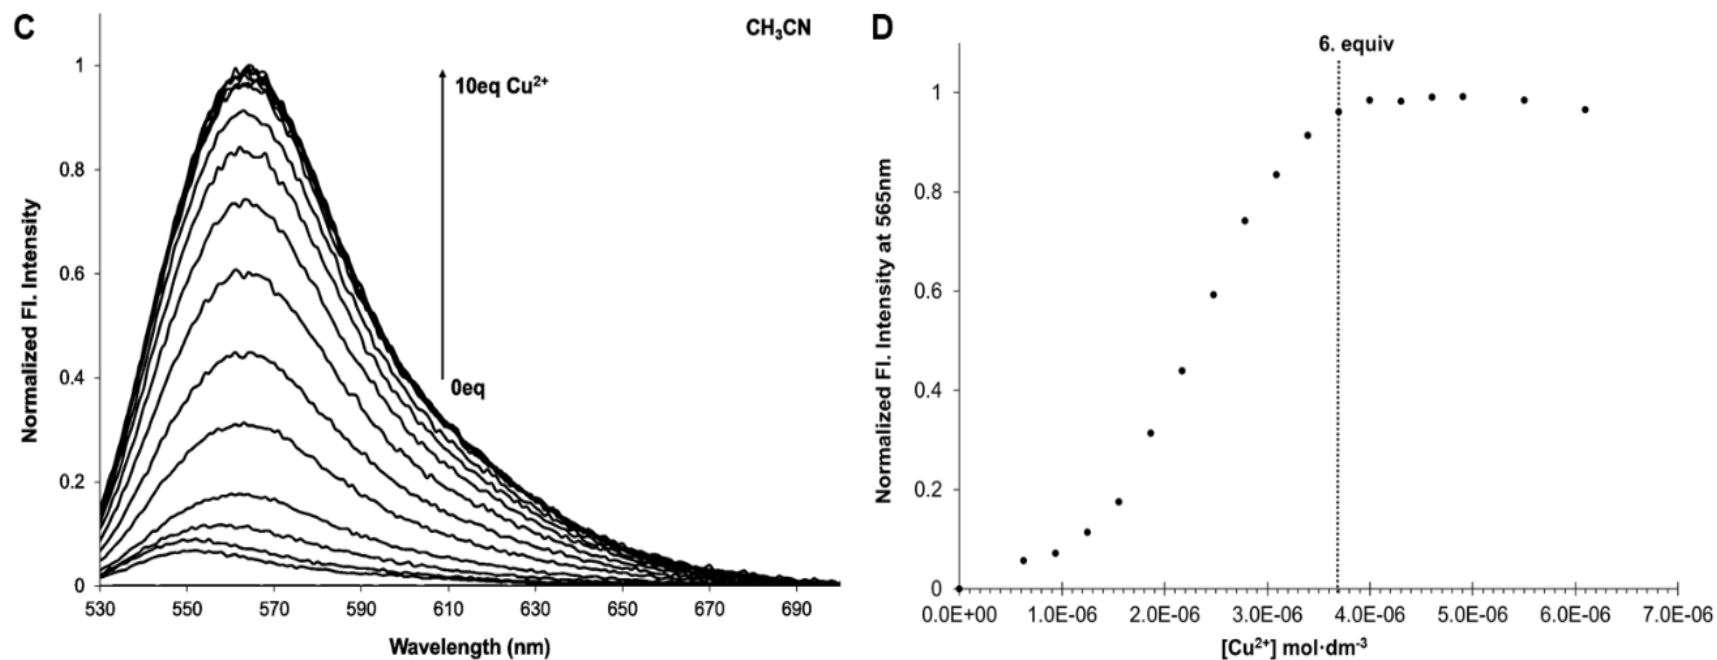 C
CH₃CN
10eq Cu²⁺
0eq
1
0.8
0.6
0.4
0.2
0
530 550 570 590 610 630 650 670 690
Normalized Fl. Intensity
Wavelength (nm)
D
6. equiv
1
0.8
0.6
0.4
0.2
0
0.0E+00 1.0E-06 2.0E-06 3.0E-06 4.0E-06 5.0E-06 6.0E-06 7.0E-06
Normalized Fl. Intensity at 565nm
[Cu²⁺] mol·dm⁻³